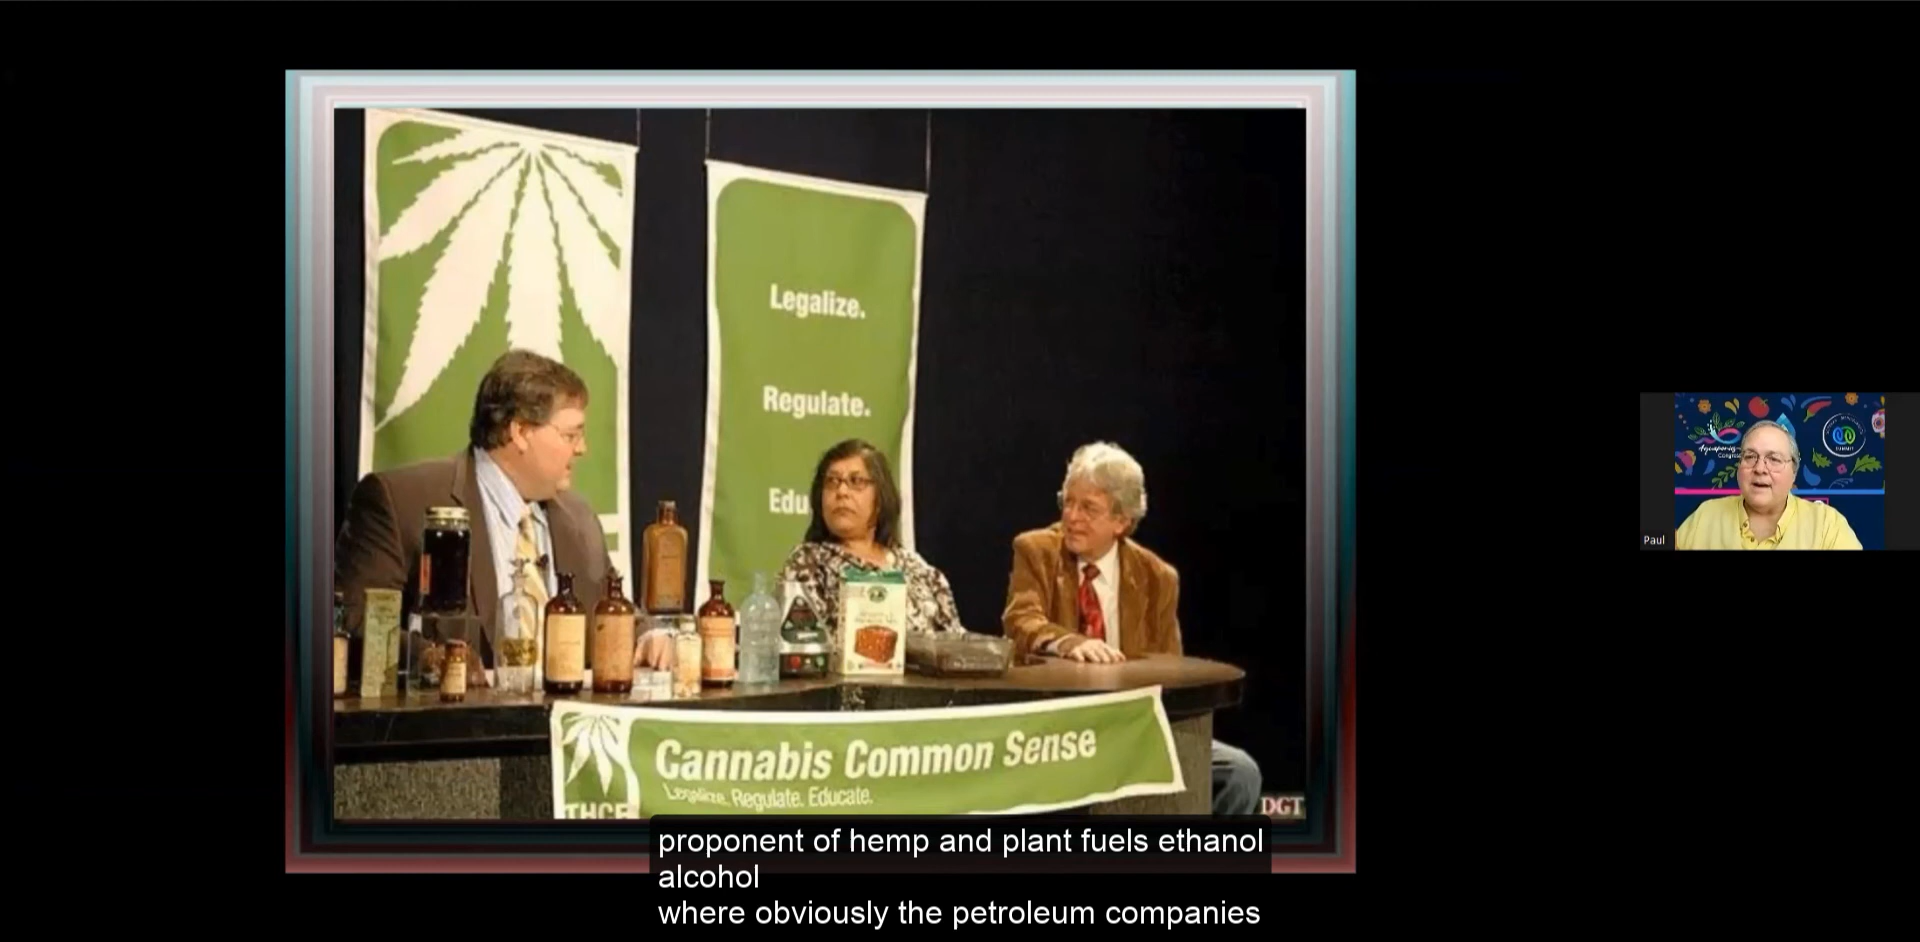 Legalize.
Regulate.
Edu
Cannabis Common Sense
Legalize. Regulate. Educate.
THCF
DGT
Paul
proponent of hemp and plant fuels ethanol
alcohol
where obviously the petroleum companies